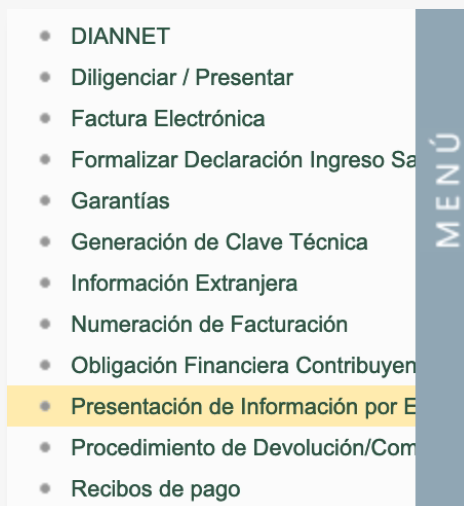 DIANNET
Diligenciar / Presentar
Factura Electrónica
Formalizar Declaración Ingreso Sa
Garantías
Generación de Clave Técnica
Información Extranjera
Numeración de Facturación
Obligación Financiera Contribuyen
Presentación de Información por E
Procedimiento de Devolución/Com
Recibos de pago
MENÚ